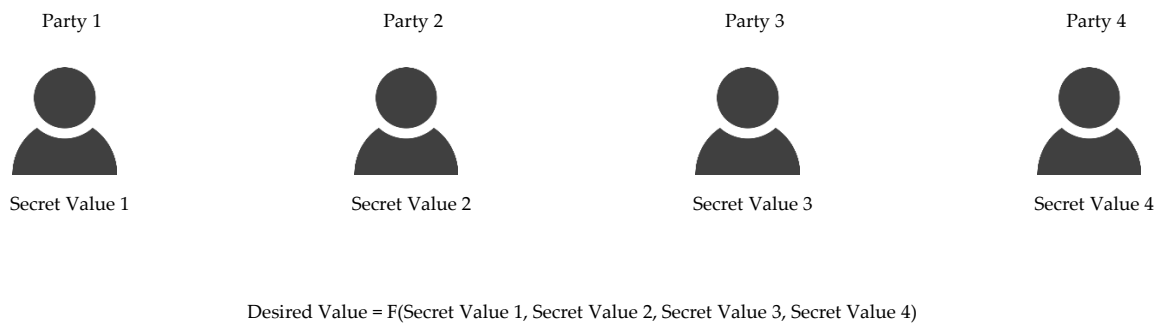 Party 1
Party 2
Party 3
Party 4
Secret Value 1
Secret Value 2
Secret Value 3
Secret Value 4
Desired Value = F(Secret Value 1, Secret Value 2, Secret Value 3, Secret Value 4)